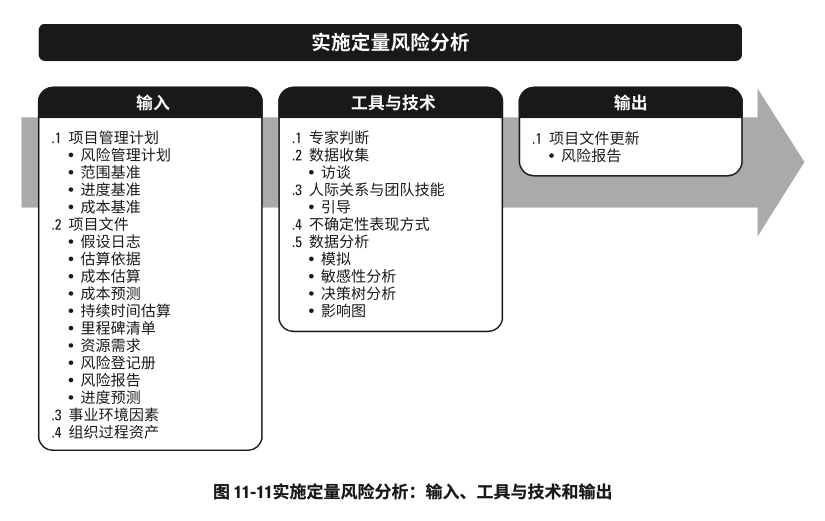 实施定量风险分析
输入
.1 项目管理计划
• 风险管理计划
• 范围基准
• 进度基准
• 成本基准
.2 项目文件
• 假设日志
• 估算依据
• 成本估算
• 成本预测
• 持续时间估算
• 里程碑清单
• 资源需求
• 风险登记册
• 风险报告
• 进度预测
.3 事业环境因素
.4 组织过程资产
工具与技术
.1 专家判断
.2 数据收集
• 访谈
.3 人际关系与团队技能
• 引导
.4 不确定性表现方式
.5 数据分析
• 模拟
• 敏感性分析
• 决策树分析
• 影响图
输出
.1 项目文件更新
• 风险报告
图 11-11实施定量风险分析：输入、工具与技术和输出